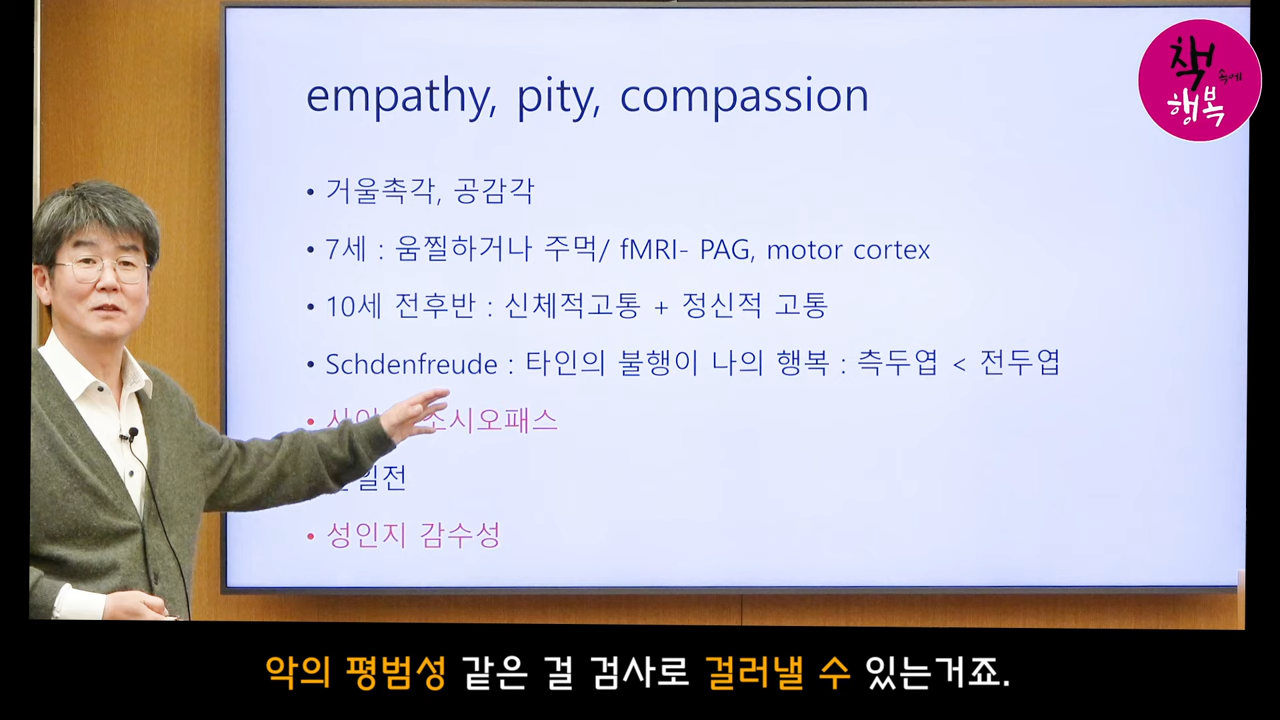 empathy, pity, compassion
책
속에
행복
• 거울촉각, 공감각
• 7세 : 움찔하거나 주먹/ fMRI- PAG, motor cortex
• 10세 전후반 : 신체적고통 + 정신적 고통
• Schdenfreude : 타인의 불행이 나의 행복 : 측두엽 < 전두엽
• 소시오패스
일전
• 성인지 감수성
악의 평범성 같은 걸 검사로 걸러낼 수 있는거죠.